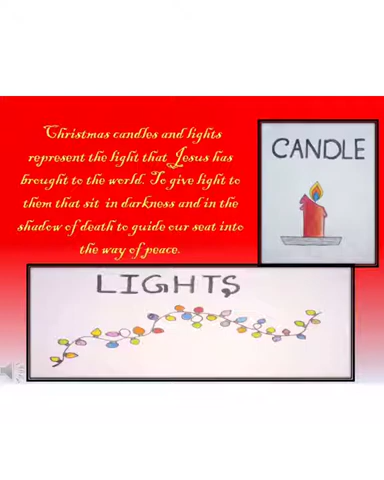 Christmas candles and lights
represent the light that Jesus has
brought to the world. To give light to
them that sit in darkness and in the
shadow of death to guide our seat into
the way of peace.
CANDLE
LIGHTS